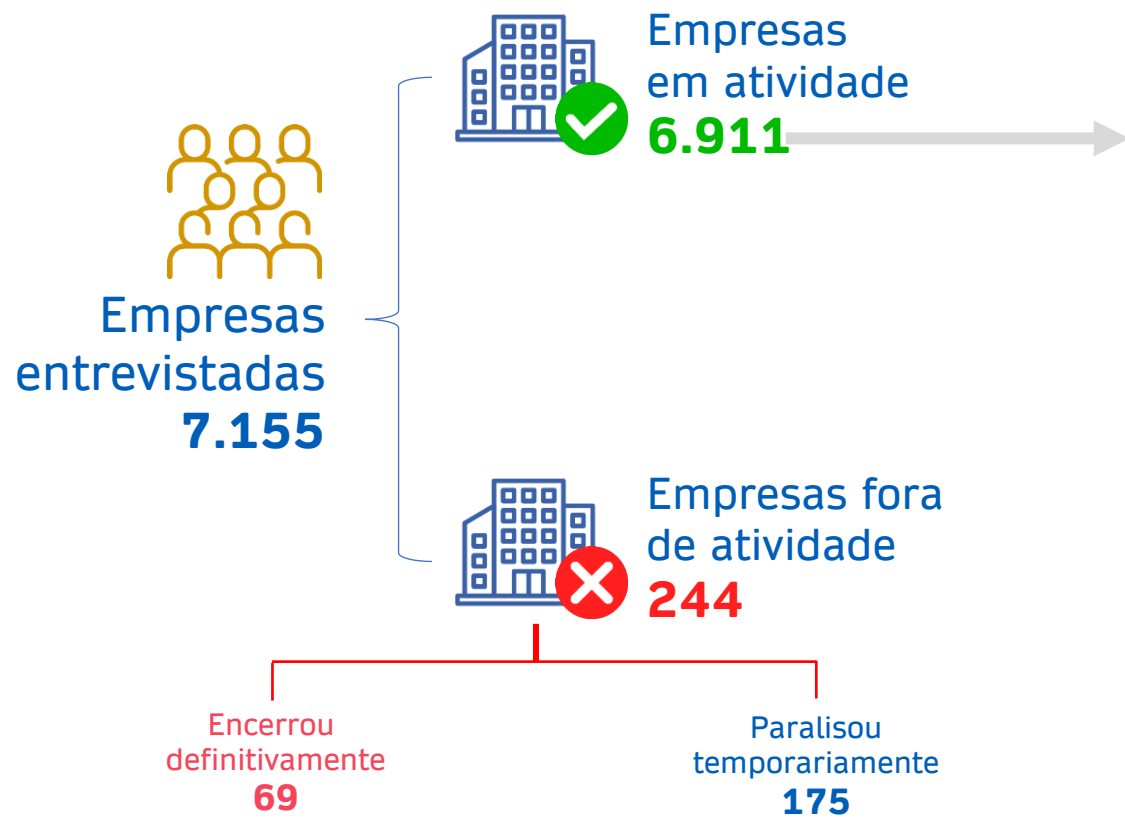 Empresas
em atividade
6.911
Empresas
entrevistadas
7.155
Empresas fora
de atividade
244
Encerrou
definitivamente
69
Paralisou
temporariamente
175